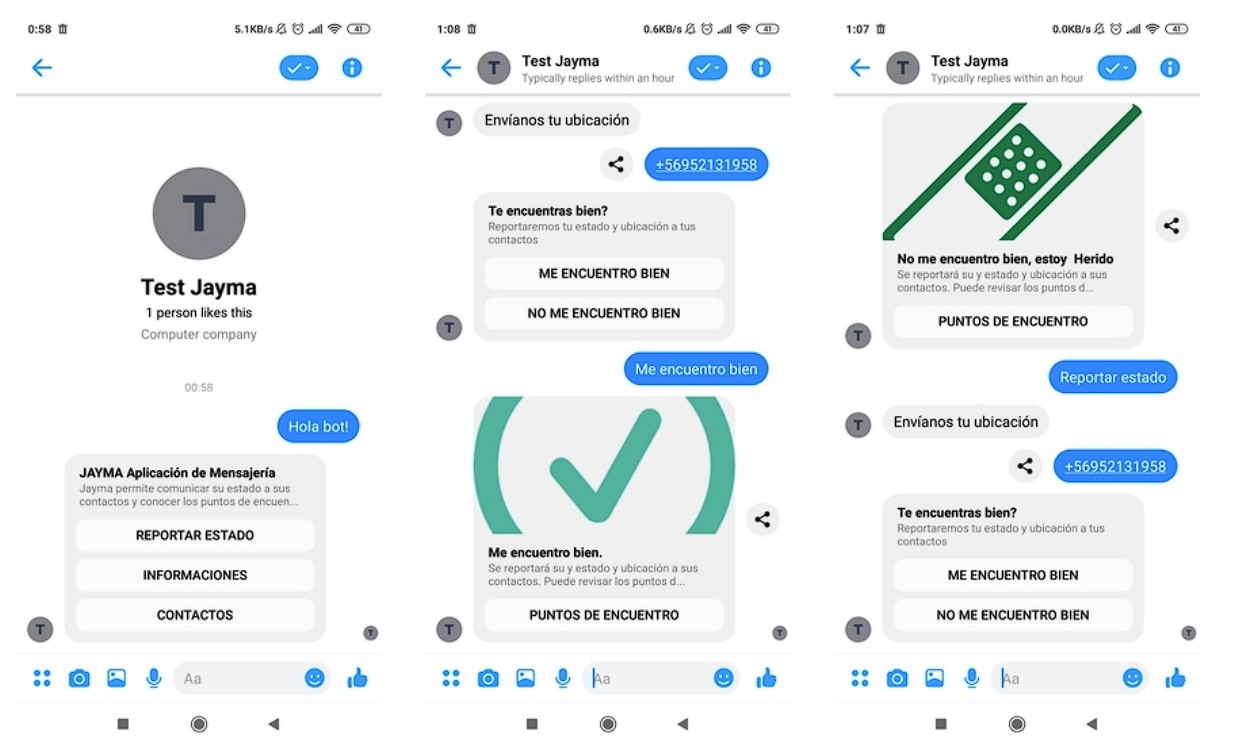 0:58
5.1KB/s
41
T
Test Jayma
1 person likes this
Computer company
00:58
Hola bot!
JAYMA Aplicación de Mensajería
Jayma permite comunicar su estado a sus
contactos y conocer los puntos de encuen...
REPORTAR ESTADO
INFORMACIONES
CONTACTOS
T
T
Aa
1:08
0.6KB/s
41
T
Test Jayma
Typically replies within an hour
T
Envíanos tu ubicación
+56952131958
Te encuentras bien?
Reportaremos tu estado y ubicación a tus
contactos
ME ENCUENTRO BIEN
NO ME ENCUENTRO BIEN
T
Me encuentro bien
Me encuentro bien.
Se reportará su y estado y ubicación a sus
contactos. Puede revisar los puntos d...
PUNTOS DE ENCUENTRO
T
T
Aa
1:07
0.0KB/s
41
T
Test Jayma
Typically replies within an hour
No me encuentro bien, estoy  Herido
Se reportará su y estado y ubicación a sus
contactos. Puede revisar los puntos d...
PUNTOS DE ENCUENTRO
T
Reportar estado
T
Envíanos tu ubicación
+56952131958
Te encuentras bien?
Reportaremos tu estado y ubicación a tus
contactos
ME ENCUENTRO BIEN
NO ME ENCUENTRO BIEN
T
T
Aa